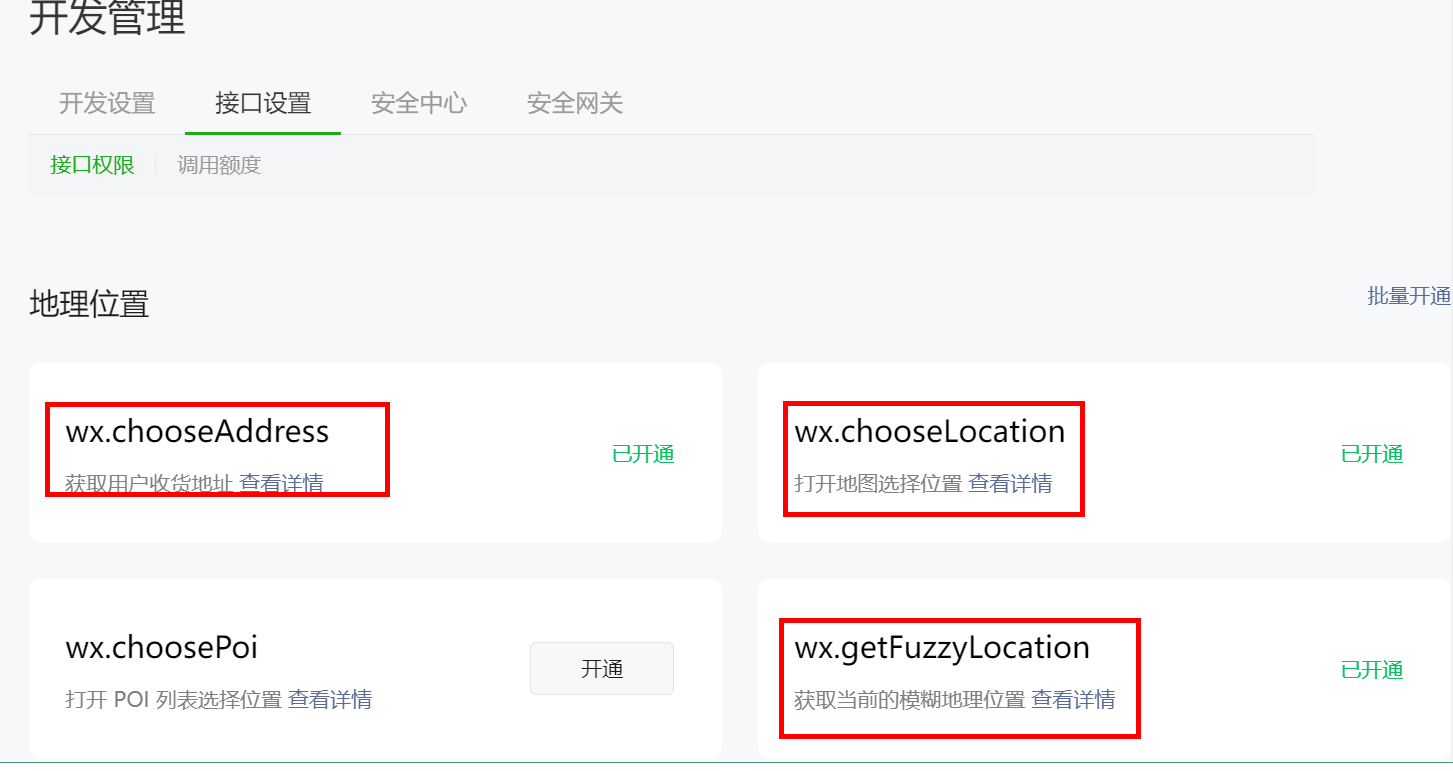 开发管理
开发设置 接口设置 安全中心 安全网关
接口权限 调用额度
地理位置 批量开通
wx.chooseAddress
获取用户收货地址 查看详情
已开通
wx.chooseLocation
打开地图选择位置 查看详情
已开通
wx.choosePoi
打开 POI 列表选择位置 查看详情
开通
wx.getFuzzyLocation
获取当前的模糊地理位置 查看详情
已开通